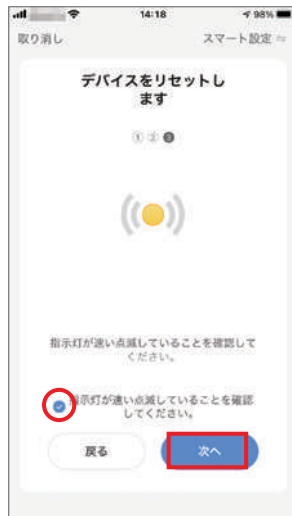 14:18
98%
取り消し
スマート設定
デバイスをリセットし
ます
① ② ③
指示灯が速い点滅していることを確認して
ください。
指示灯が速い点滅していることを確認
してください。
戻る
次へ